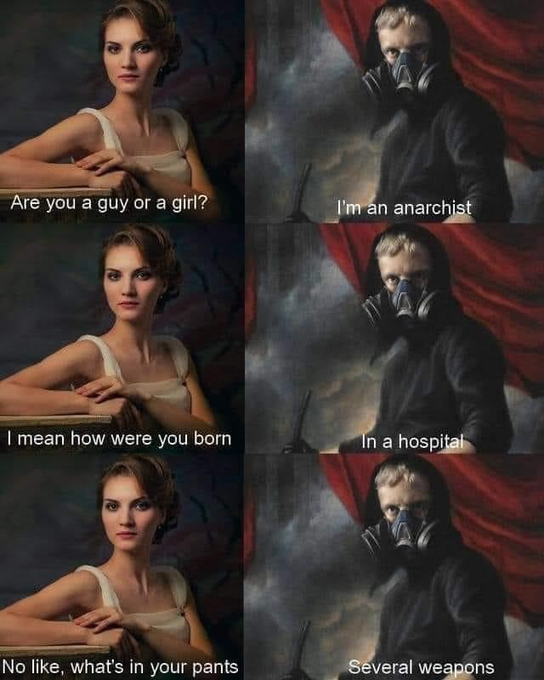 Are you a guy or a girl?
I'm an anarchist
I mean how were you born
In a hospital
No like, what's in your pants
Several weapons